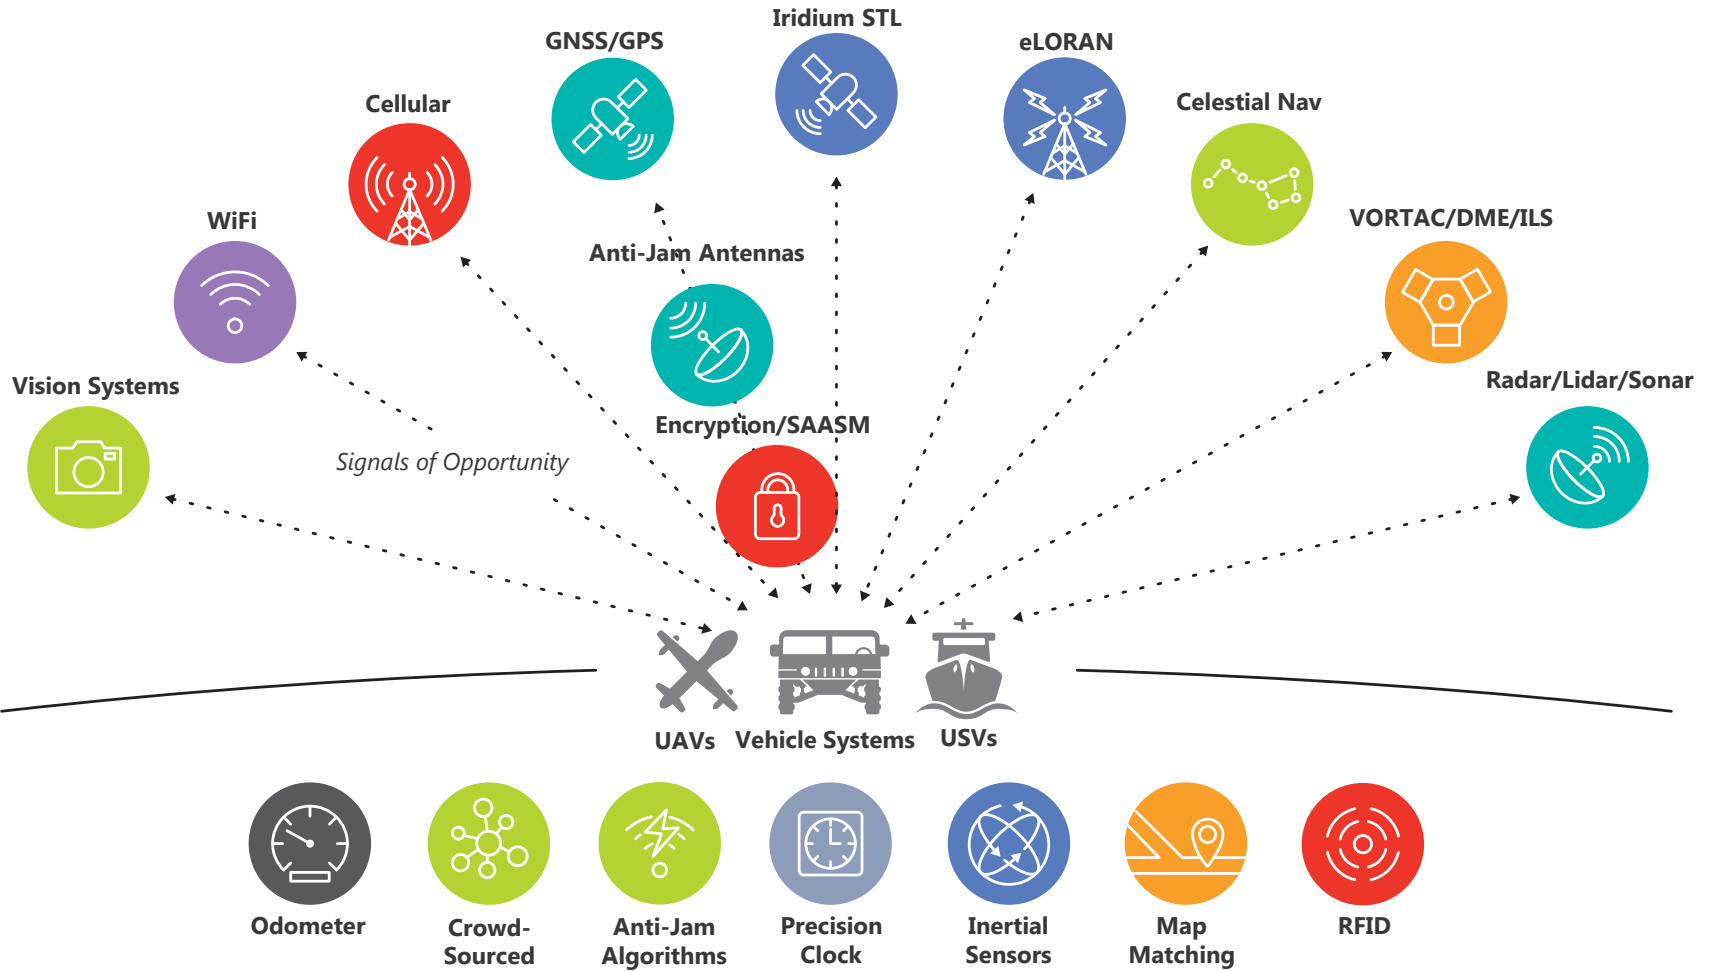 Iridium STL
GNSS/GPS
eLORAN
Cellular
Celestial Nav
WiFi
VORTAC/DME/ILS
Anti-Jam Antennas
Vision Systems
Radar/Lidar/Sonar
Encryption/SAASM
Signals of Opportunity
UAVs
Vehicle Systems
USVs
Odometer
Crowd-
Sourced
Anti-Jam
Algorithms
Precision
Clock
Inertial
Sensors
Map
Matching
RFID